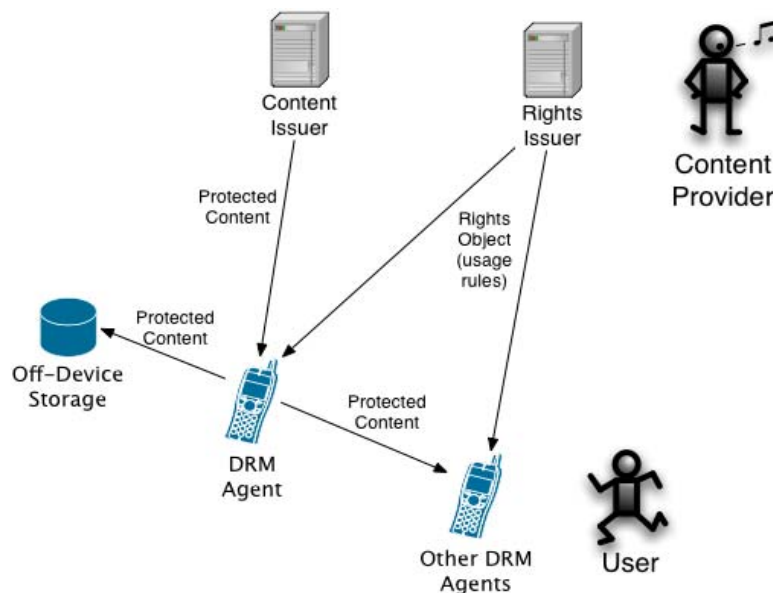 Content
Issuer
Rights
Issuer
Content
Provider
Protected
Content
Rights
Object
(usage
rules)
Protected
Content
Off-Device
Storage
Protected
Content
DRM
Agent
Other DRM
Agents
User